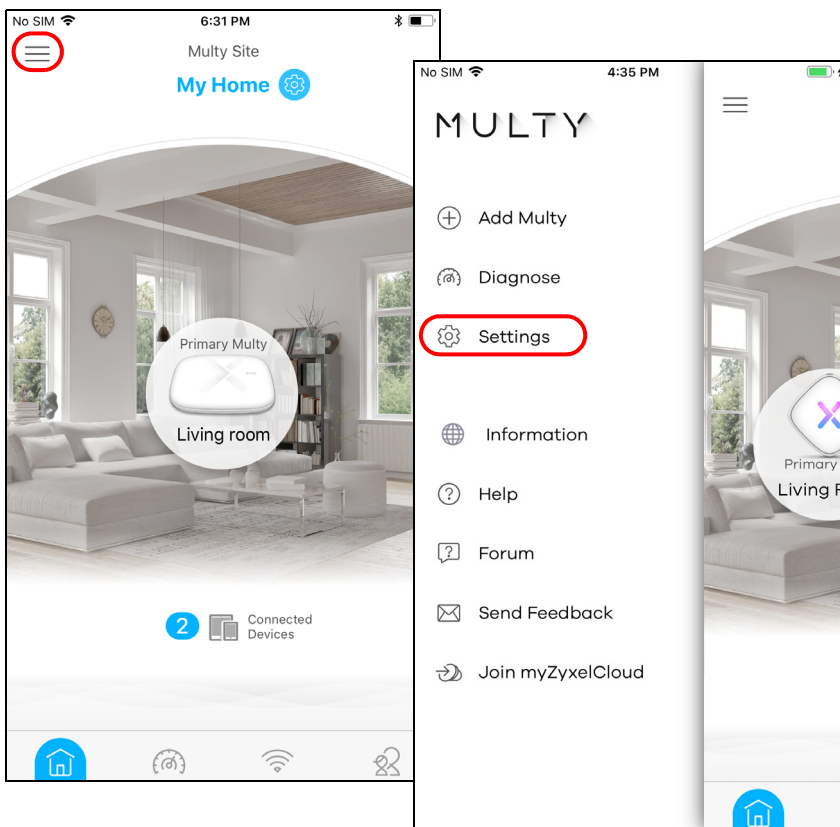 No SIM
6:31 PM
Multy Site
My Home
Primary Multy
Living room
2
Connected
Devices
No SIM
4:35 PM
MULTY
Add Multy
Diagnose
Settings
Information
Help
Forum
Send Feedback
Join myZyxelCloud
Primary
Living